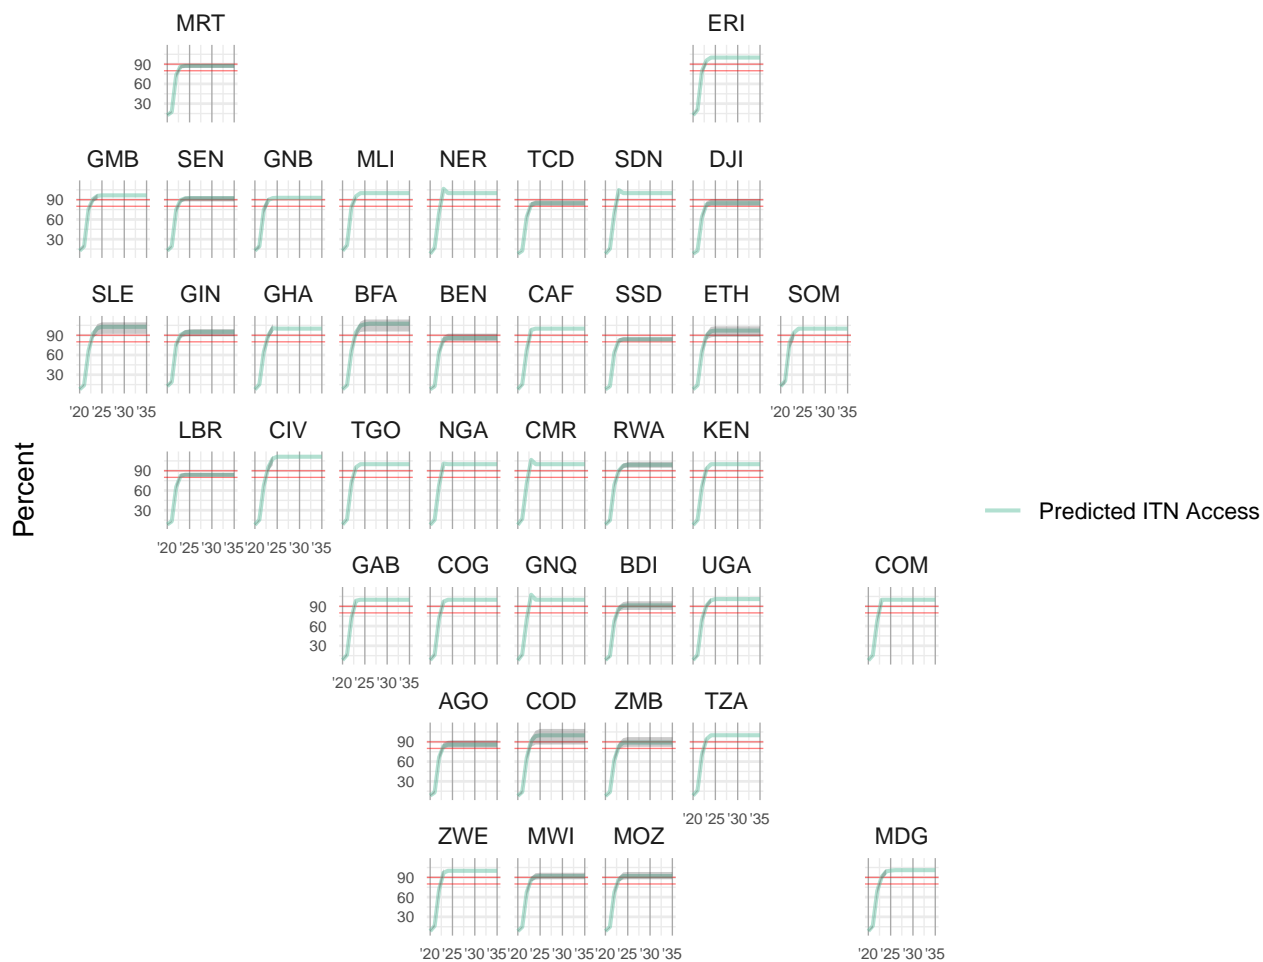 MRT ERI
90
60
30
GMB SEN GNB MLI NER TCD SDN DJI
90
60
30
SLE GIN GHA BFA BEN CAF SSD ETH SOM
90
60
30
'20 '25 '30 '35 '20 '25 '30 '35
LBR CIV TGO NGA CMR RWA KEN
90
60
30
'20 '25 '30 '35 '20 '25 '30 '35
Percent
Predicted ITN Access
GAB COG GNQ BDI UGA COM
90
60
30
'20 '25 '30 '35
AGO COD ZMB TZA
90
60
30
'20 '25 '30 '35
ZWE MWI MOZ MDG
90 90
60 60
30 30
'20 '25 '30 '35 '20 '25 '30 '35 '20 '25 '30 '35 '20 '25 '30 '35